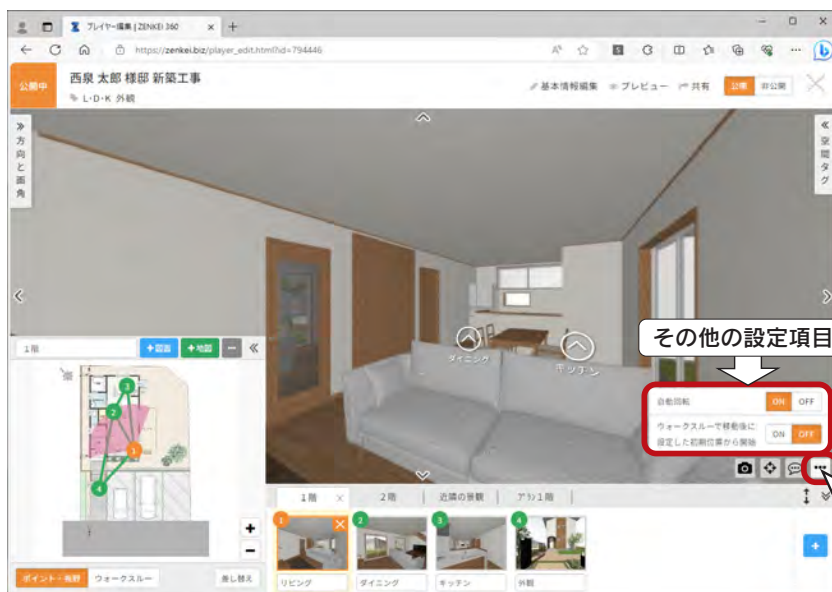 プレイヤー編集 | ZENKEI 360
https://zenkei.biz/player_edit.html?id=794446
公開中
西泉 太郎 様邸 新築工事
L・D・K 外観
基本情報編集
プレビュー
共有
公開
非公開
方向と画角
空間タグ
ダイニング
キッチン
その他の設定項目
自動回転
ON
OFF
ウォークスルーで移動後に
設定した初期位置から開始
ON
OFF
1階
+図面
+地図
3
2
1
4
ポイント・視野
ウォークスルー
差し替え
1階
2階
近隣の景観
1
2
3
4
リビング
ダイニング
キッチン
外観